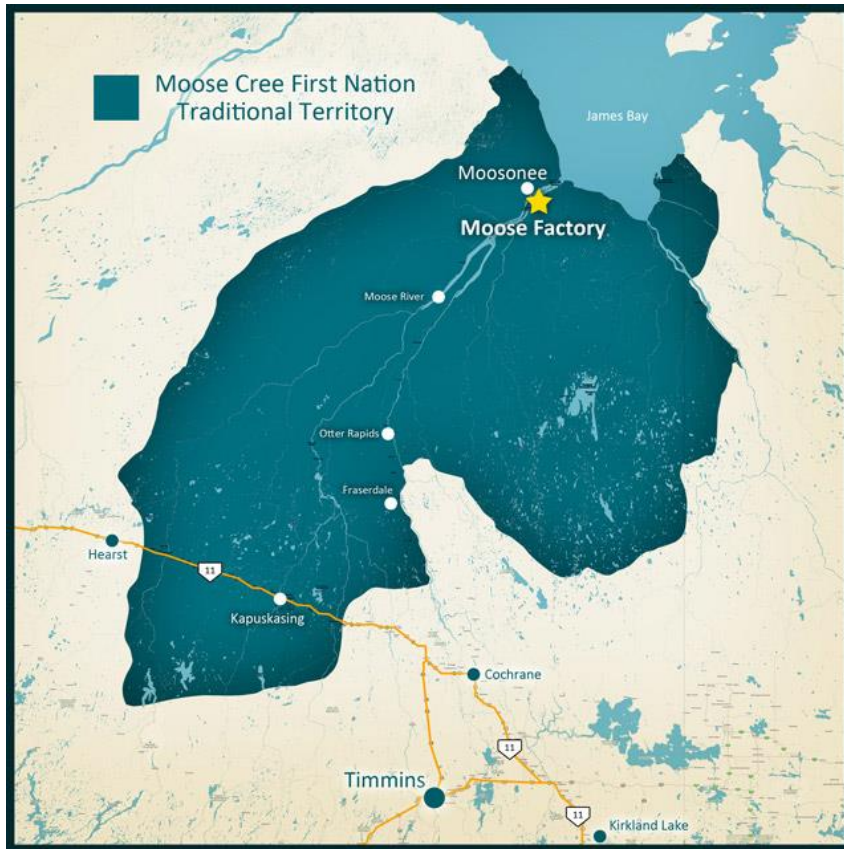 Moose Cree First Nation
Traditional Territory
James Bay
Moosonee
Moose Factory
Moose River
Otter Rapids
Fraserdale
Hearst
11
Kapuskasing
Cochrane
11
Timmins
11
Kirkland Lake